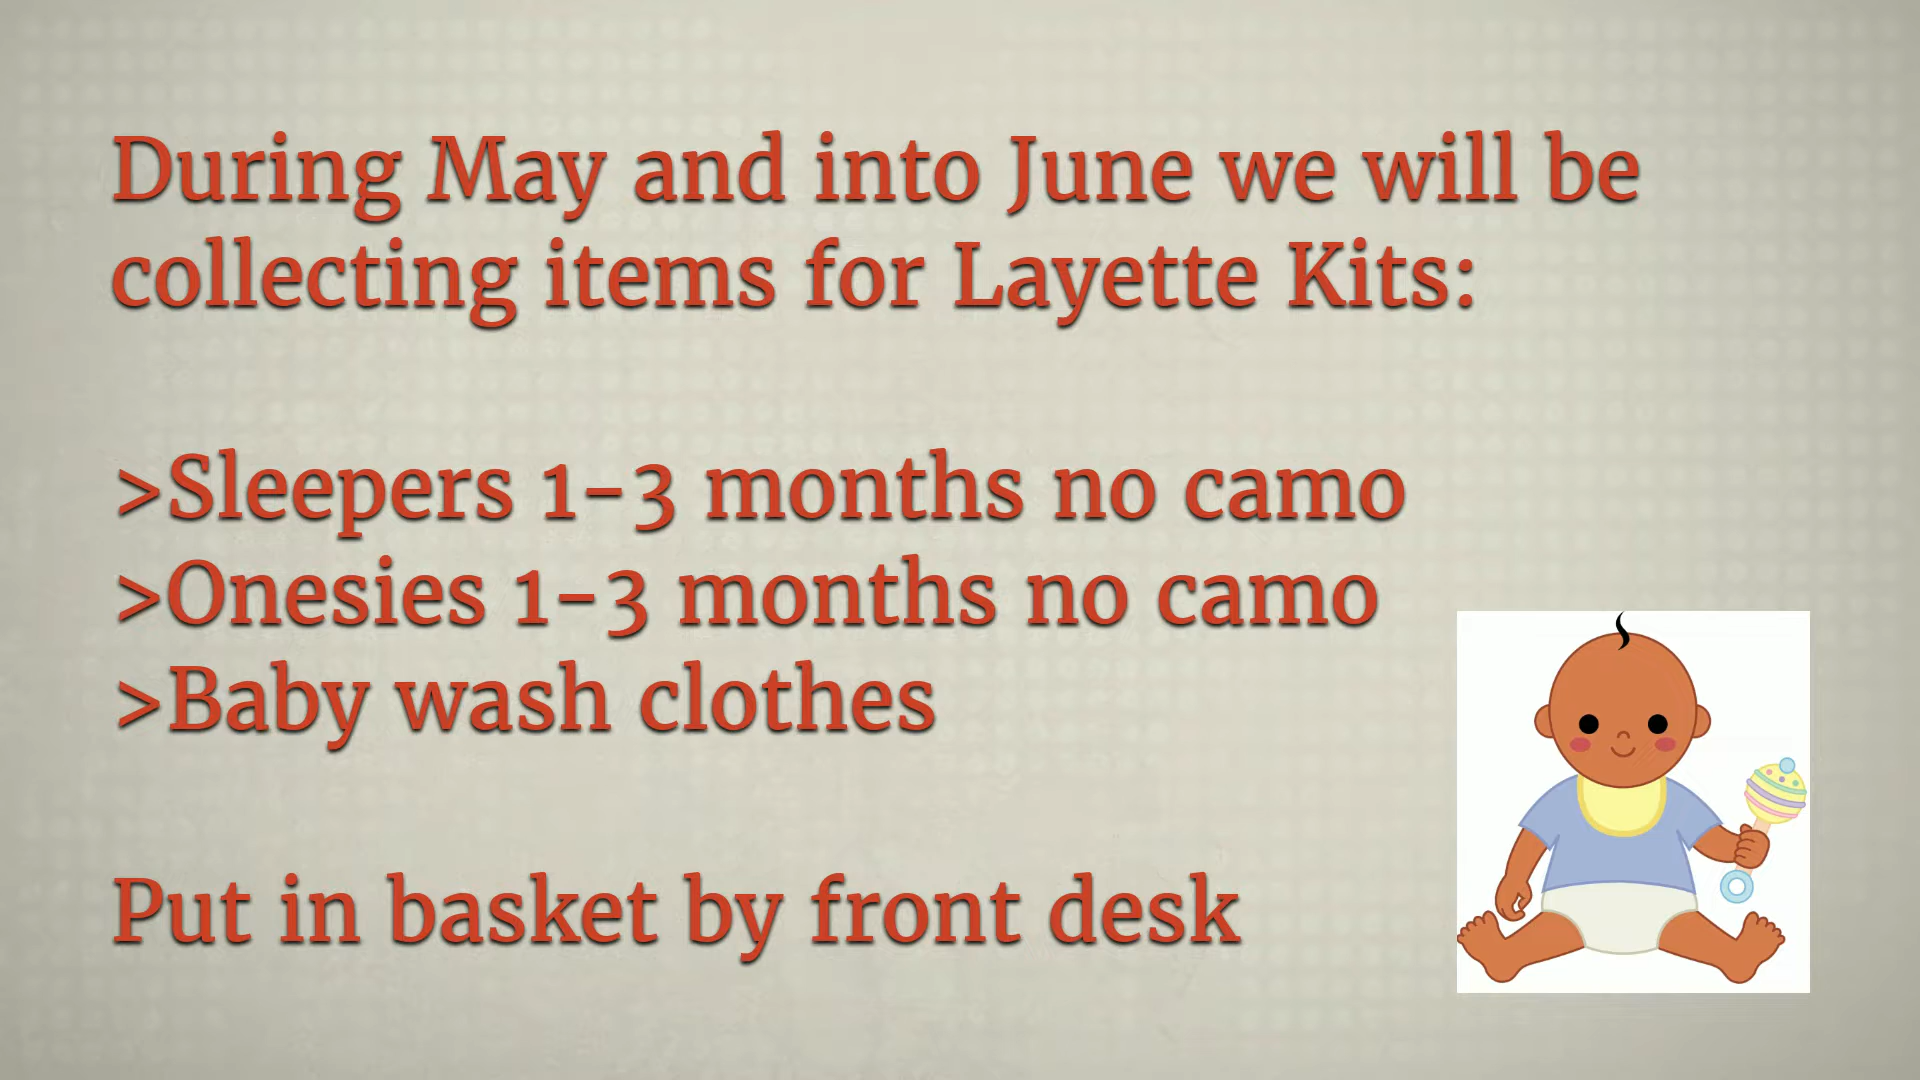 During May and into June we will be
collecting items for Layette Kits:
>Sleepers 1-3 months no camo
>Onesies 1-3 months no camo
>Baby wash clothes
Put in basket by front desk